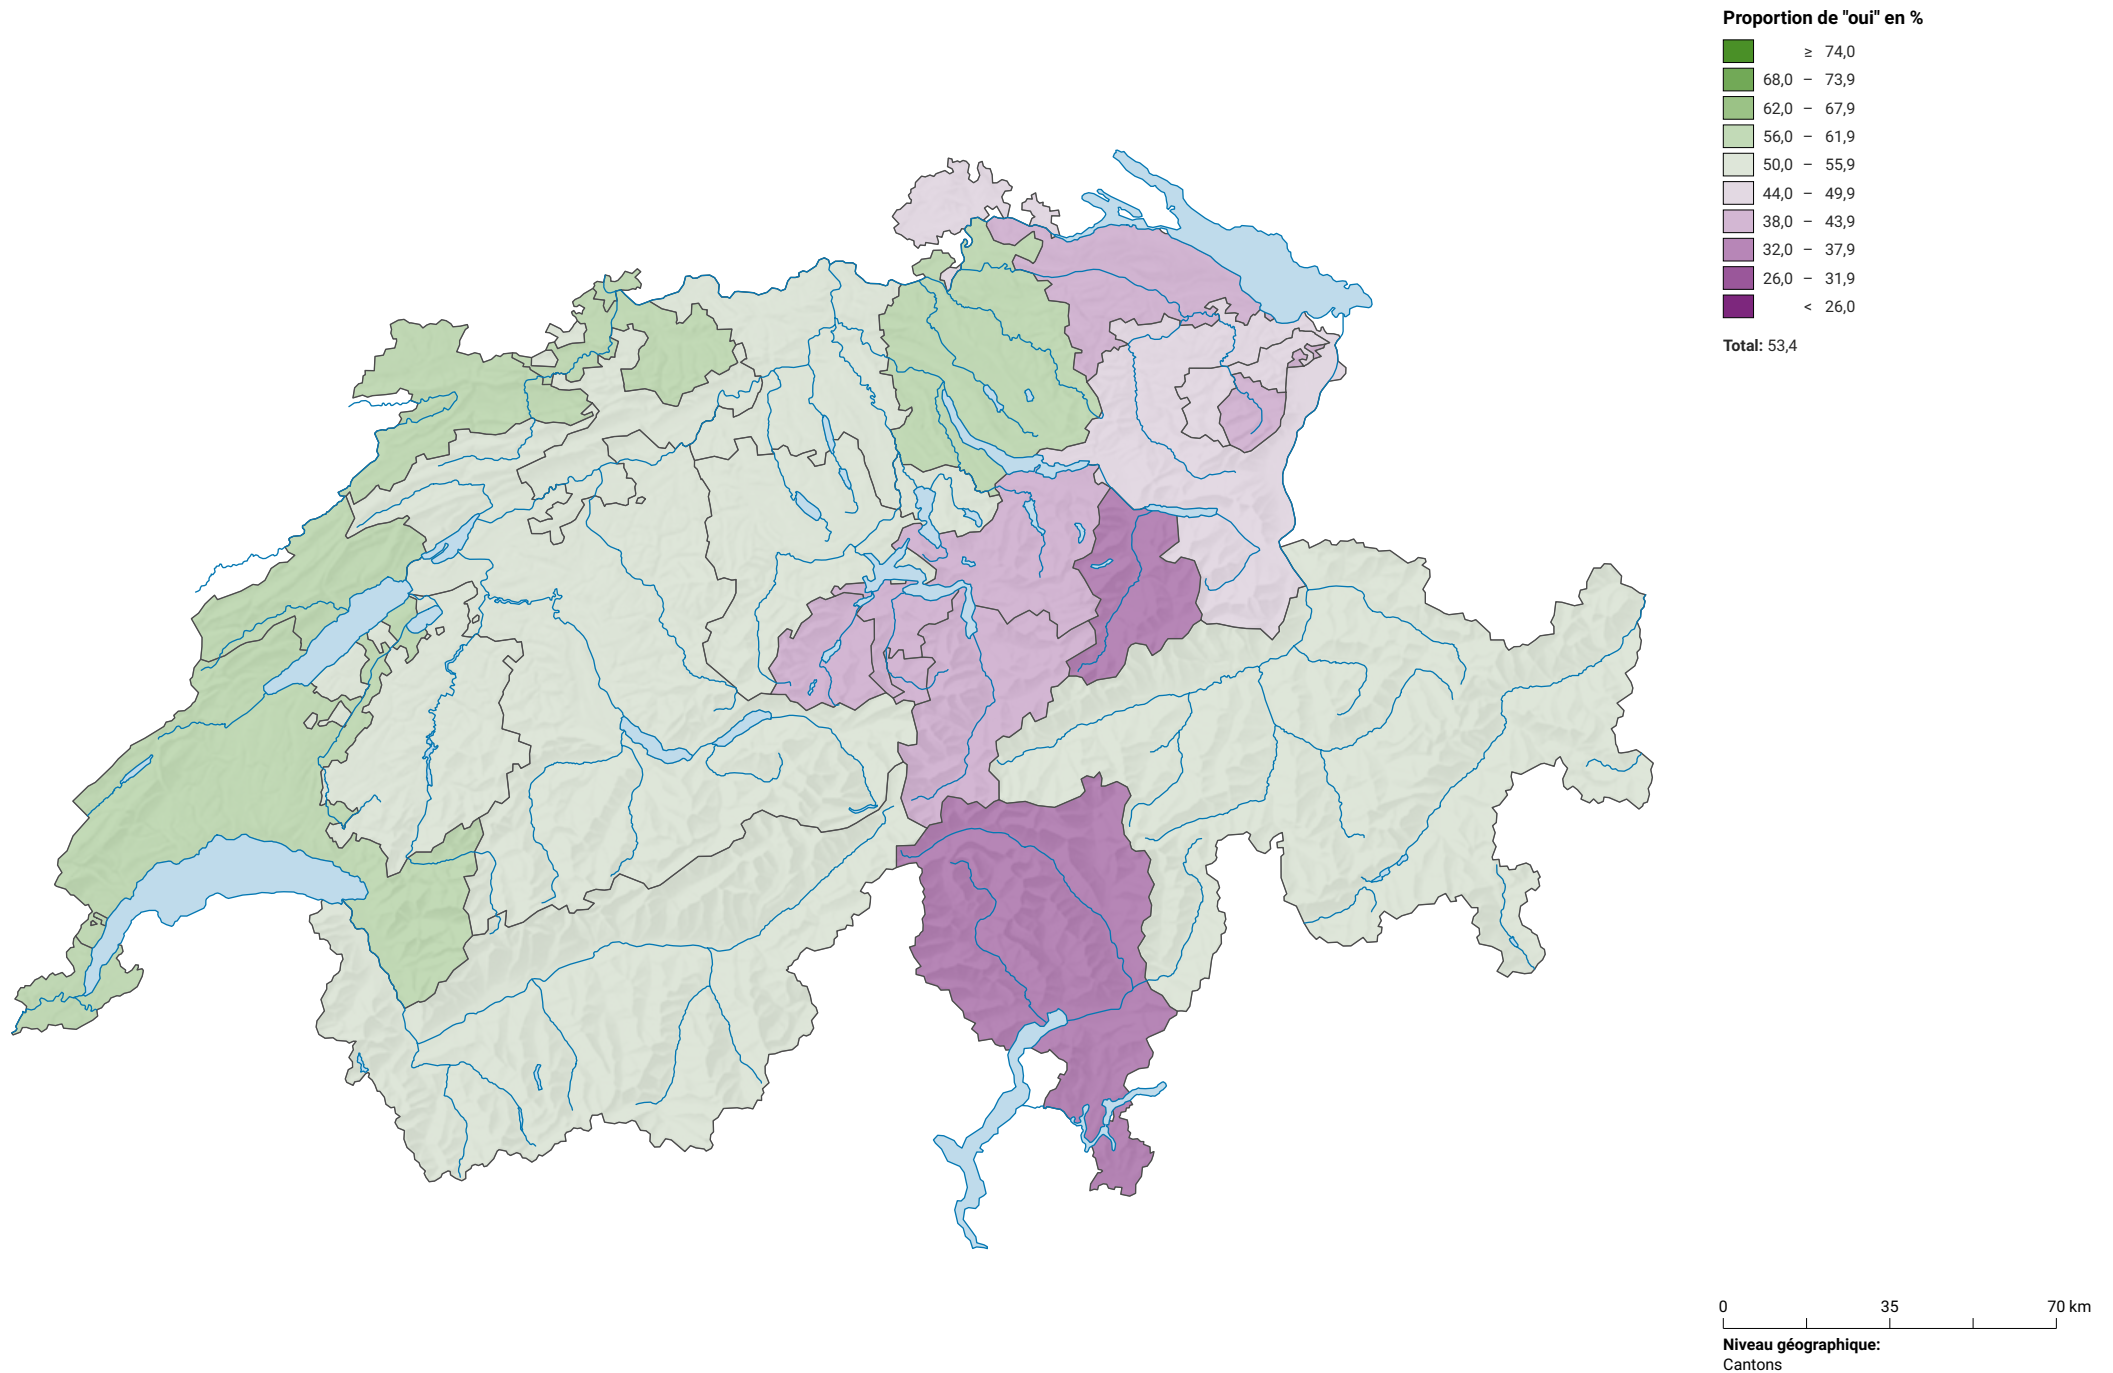 Proportion de "oui" en %
≥ 74,0
68,0 – 73,9
62,0 – 67,9
56,0 – 61,9
50,0 – 55,9
44,0 – 49,9
38,0 – 43,9
32,0 – 37,9
26,0 – 31,9
< 26,0
Total: 53,4
0 35 70 km
Niveau géographique:
Cantons